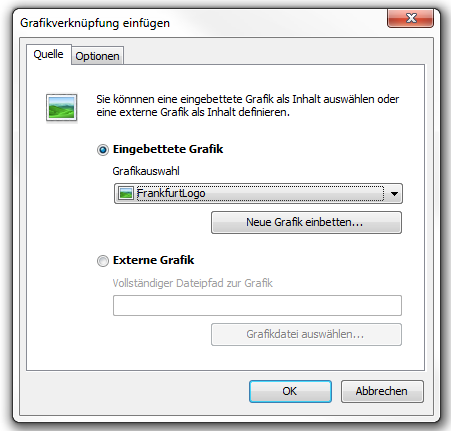 Grafikverknüpfung einfügen
Quelle
Optionen
Sie könnnen eine eingebettete Grafik als Inhalt auswählen oder
eine externe Grafik als Inhalt definieren.
Eingebettete Grafik
Grafikauswahl
FrankfurtLogo
Neue Grafik einbetten...
Externe Grafik
Vollständiger Dateipfad zur Grafik
Grafikdatei auswählen...
OK
Abbrechen